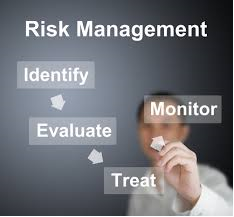 Risk Management
Identify
Evaluate
Treat
Monitor